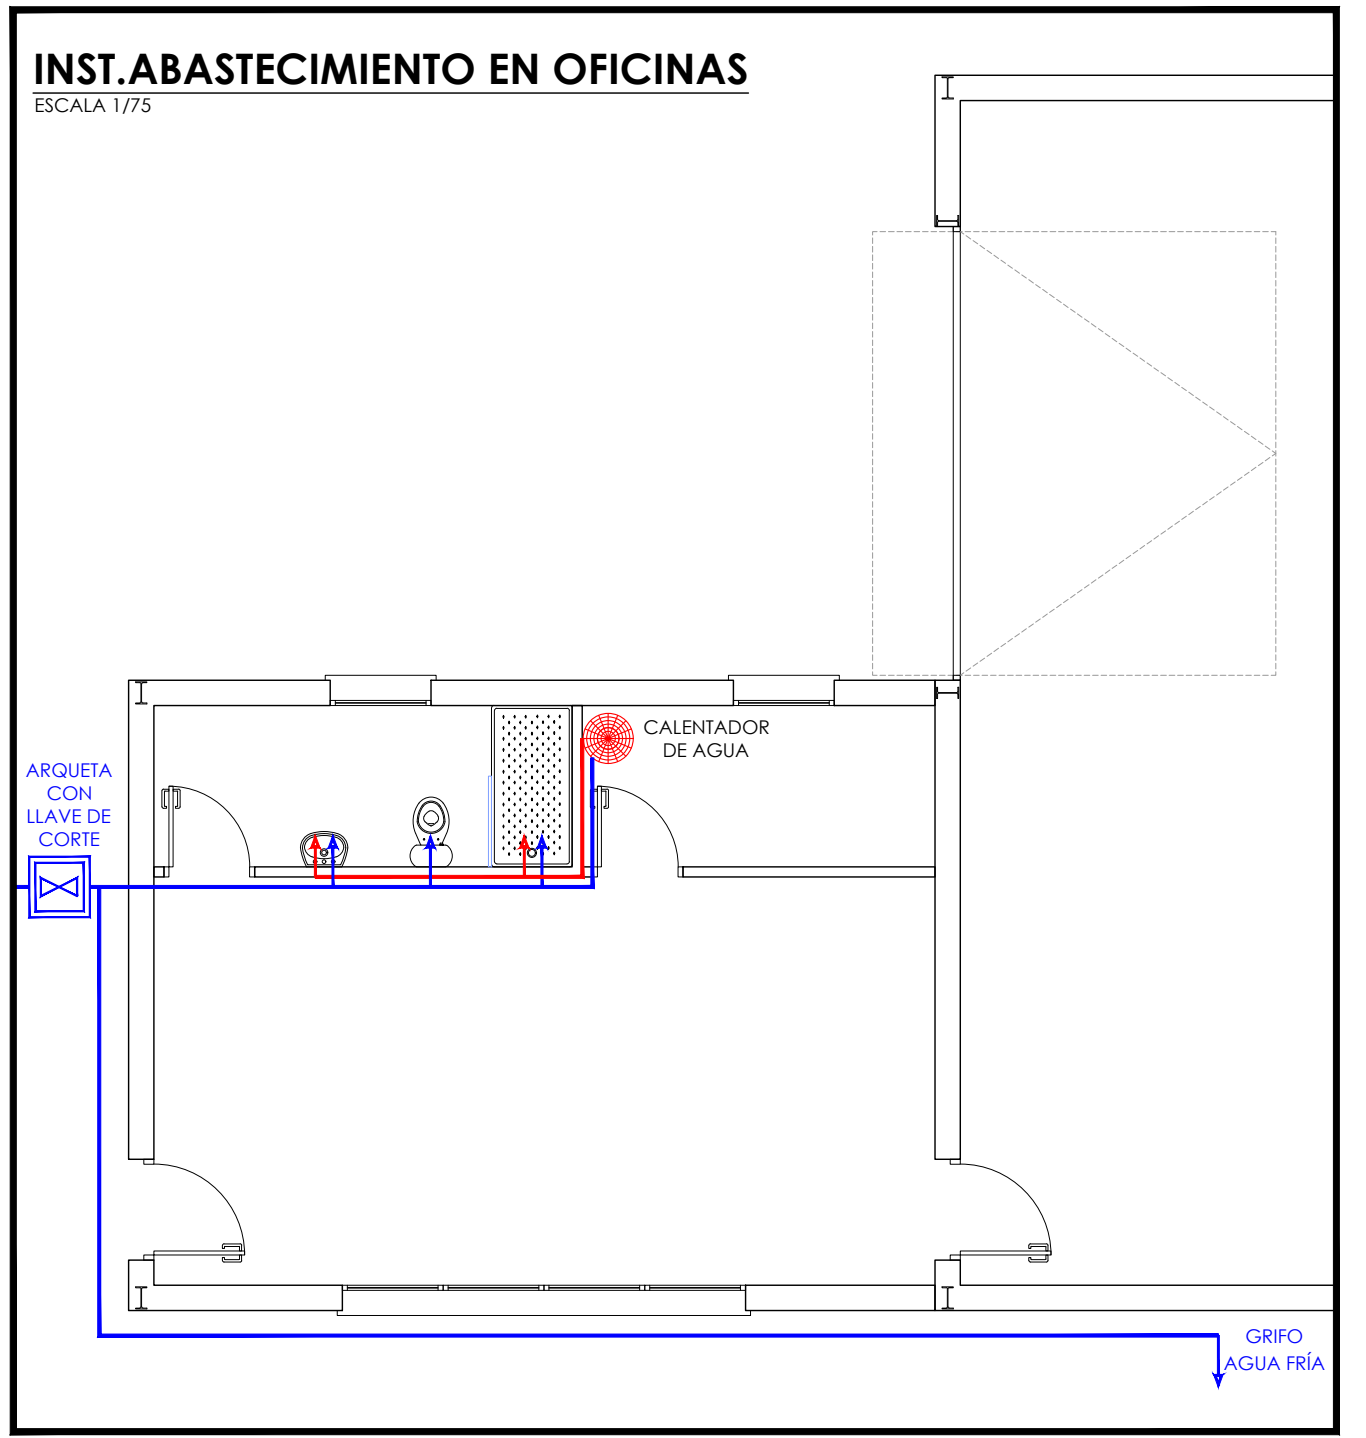 INST.ABASTECIMIENTO EN OFICINAS
ESCALA 1/75
CALENTADOR
DE AGUA
ARQUETA
CON
LLAVE DE
CORTE
GRIFO
AGUA FRÍA